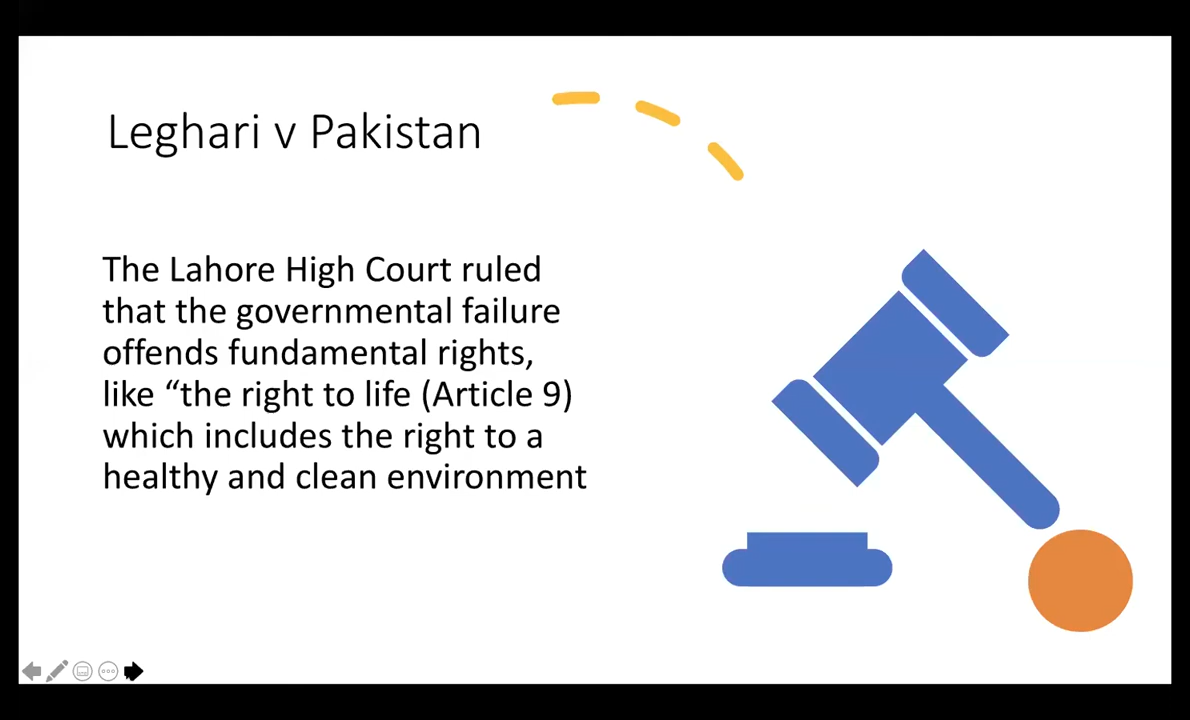 Leghari v Pakistan
The Lahore High Court ruled
that the governmental failure
offends fundamental rights,
like “the right to life (Article 9)
which includes the right to a
healthy and clean environment